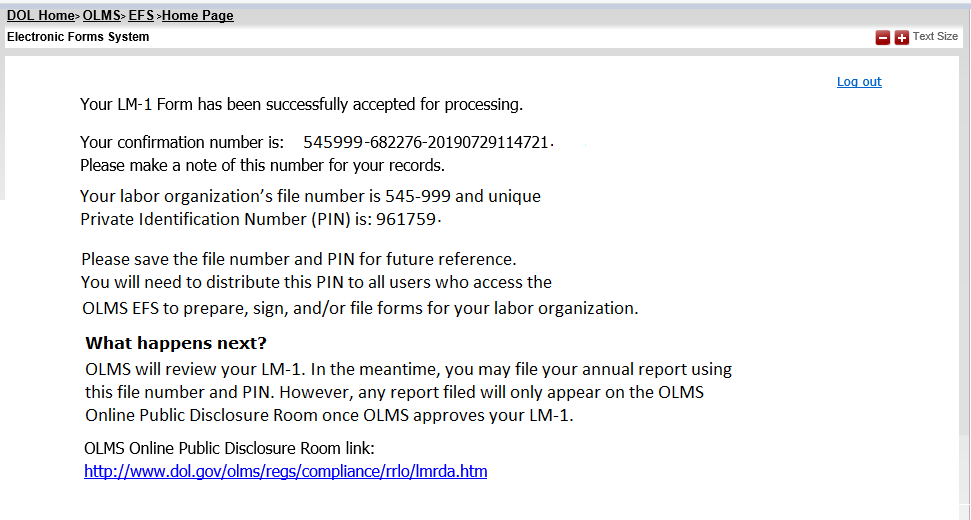 DOL Home> OLMS> EFS >Home Page
Electronic Forms System
Text Size
Log out
Your LM-1 Form has been successfully accepted for processing.
Your confirmation number is: 545999-682276-20190729114721.
Please make a note of this number for your records.
Your labor organization’s file number is 545-999 and unique
Private Identification Number (PIN) is: 961759.
Please save the file number and PIN for future reference.
You will need to distribute this PIN to all users who access the
OLMS EFS to prepare, sign, and/or file forms for your labor organization.
What happens next?
OLMS will review your LM-1. In the meantime, you may file your annual report using
this file number and PIN. However, any report filed will only appear on the OLMS
Online Public Disclosure Room once OLMS approves your LM-1.
OLMS Online Public Disclosure Room link:
http://www.dol.gov/olms/regs/compliance/rrlo/lmrda.htm